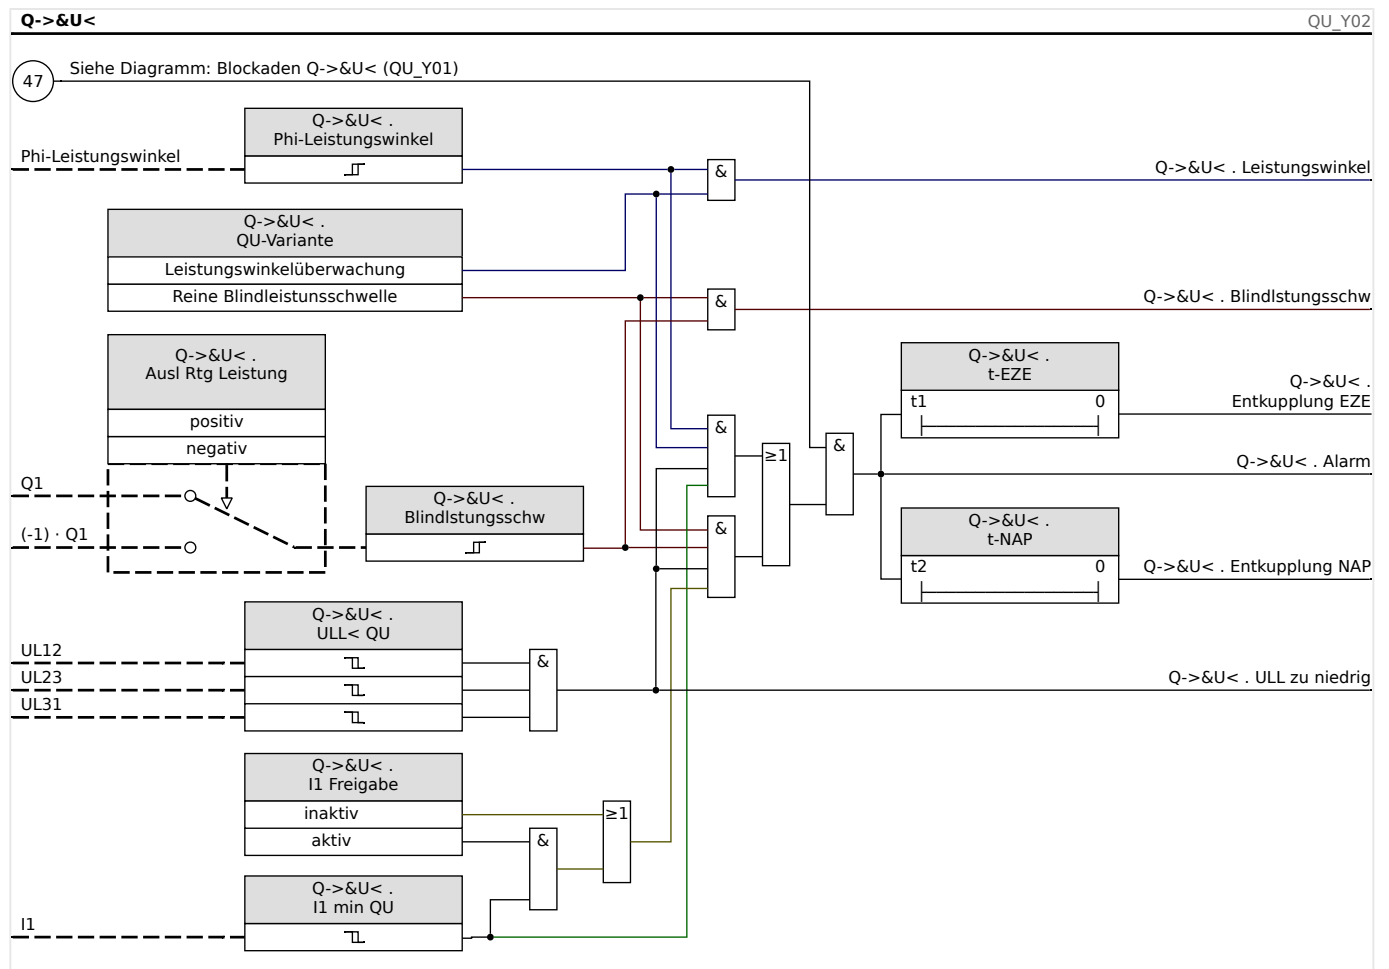 Q->&U<
QU_Y02
47
Siehe Diagramm: Blockaden Q->&U< (QU_Y01)
Q->&U< .
Phi-Leistungswinkel
Phi-Leistungswinkel
&
Q->&U< . Leistungswinkel
Q->&U< .
QU-Variante
Leistungswinkelüberwachung
Reine Blindleistunsschwelle
&
Q->&U< . Blindlstungsschw
Q->&U< .
Ausl Rtg Leistung
positiv
negativ
Q->&U< .
t-EZE
t1
0
Q->&U< .
Entkupplung EZE
&
≥1
&
Q->&U< . Alarm
Q1
(-1) · Q1
Q->&U< .
Blindlstungsschw
&
Q->&U< .
t-NAP
t2
0
Q->&U< . Entkupplung NAP
Q->&U< .
ULL< QU
UL12
UL23
UL31
&
Q->&U< . ULL zu niedrig
Q->&U< .
I1 Freigabe
inaktiv
aktiv
≥1
&
Q->&U< .
I1 min QU
I1